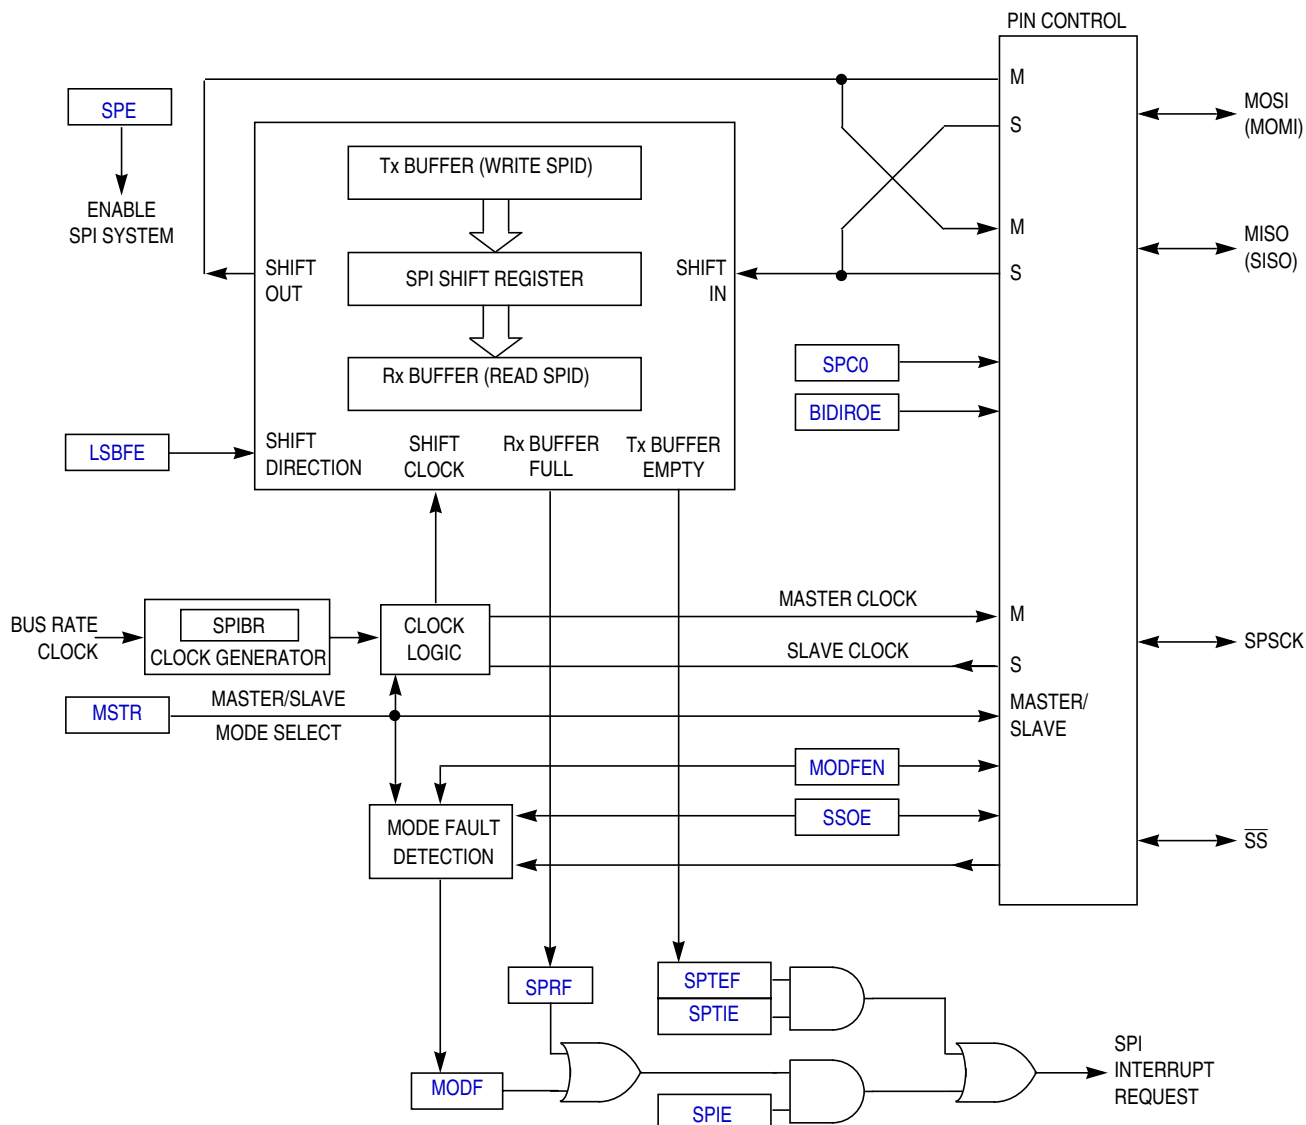 PIN CONTROL
M
MOSI
(MOMI)
SPE
S
Tx BUFFER (WRITE SPID)
ENABLE
SPI SYSTEM
M
MISO
(SISO)
SHIFT
OUT
SPI SHIFT REGISTER
SHIFT
IN
S
SPC0
Rx BUFFER (READ SPID)
BIDIROE
LSBFE
SHIFT
DIRECTION
SHIFT
CLOCK
Rx BUFFER
FULL
Tx BUFFER
EMPTY
BUS RATE
CLOCK
SPIBR
CLOCK GENERATOR
CLOCK
LOGIC
MASTER CLOCK
M
SLAVE CLOCK
S
SPSCK
MSTR
MASTER/SLAVE
MODE SELECT
MASTER/
SLAVE
MODFEN
SSOE
MODE FAULT
DETECTION
SS
SPRF
SPTEF
SPTIE
MODF
SPIE
SPI
INTERRUPT
REQUEST